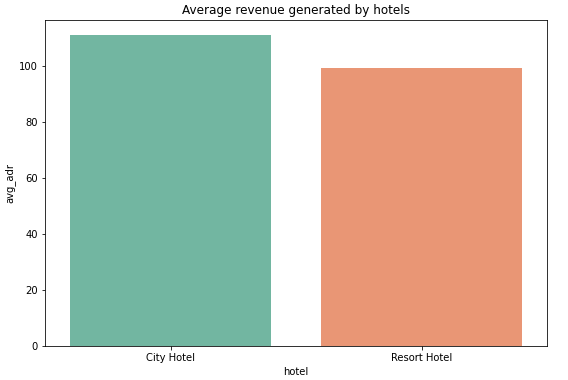 Average revenue generated by hotels
100
80
60
40
20
0
avg_adr
City Hotel
Resort Hotel
hotel